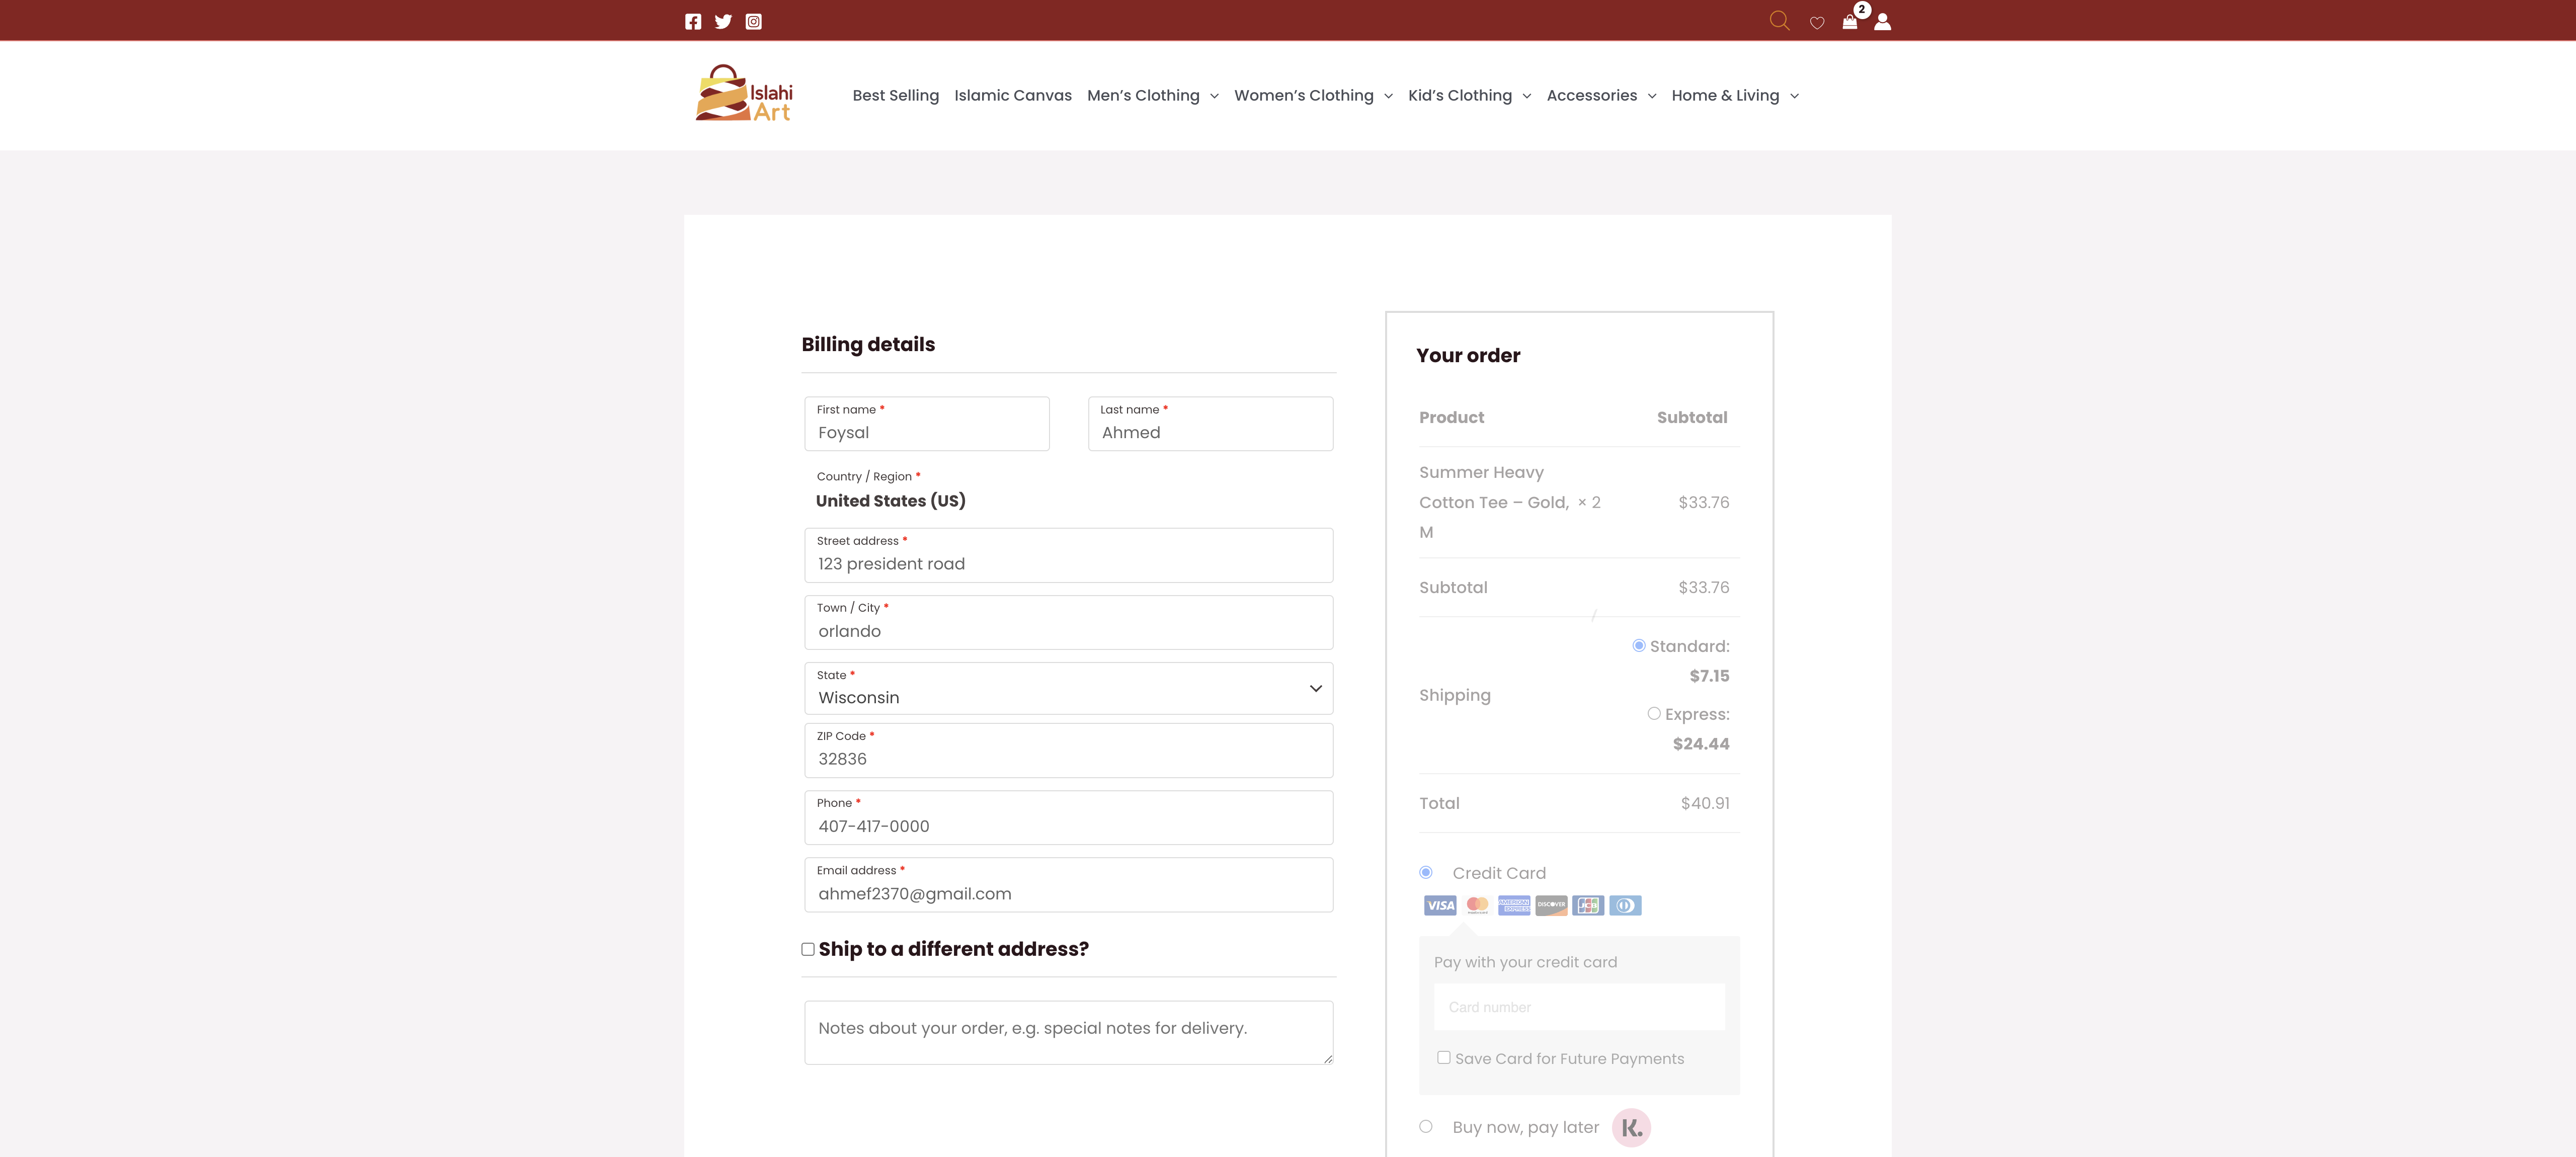 2
Islahi
Art
Best Selling Islamic Canvas Men's Clothing Women's Clothing Kid's Clothing Accessories Home & Living
Billing details
First name *
Foysal
Last name *
Ahmed
Country / Region *
United States (US)
Street address *
123 president road
Town / City *
orlando
State *
Wisconsin
ZIP Code *
32836
Phone *
407-417-0000
Email address *
ahmef2370@gmail.com
Ship to a different address?
Notes about your order, e.g. special notes for delivery.
Your order
Product Subtotal
Summer Heavy
Cotton Tee – Gold, × 2 $33.76
M
Subtotal $33.76
Standard:
$7.15
Shipping
Express:
$24.44
Total $40.91
Credit Card
VISA AMERICAN EXPRESS DISCOVER JCB
Pay with your credit card
Card number
Save Card for Future Payments
Buy now, pay later K.